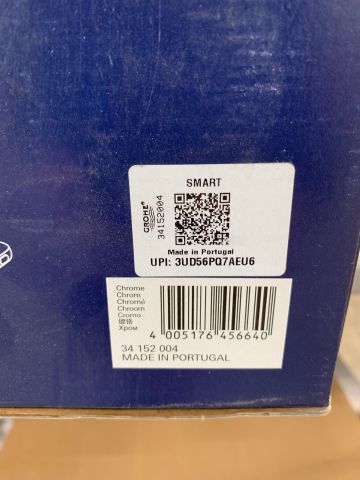 SMART
GROHE
34152004
Made in Portugal
UPI: 3UD56PQ7AEU6
Chrome
Chrom
Chromé
Chroom
Cromo
镀铬
Хром
4 005176 456640
34 152 004
MADE IN PORTUGAL